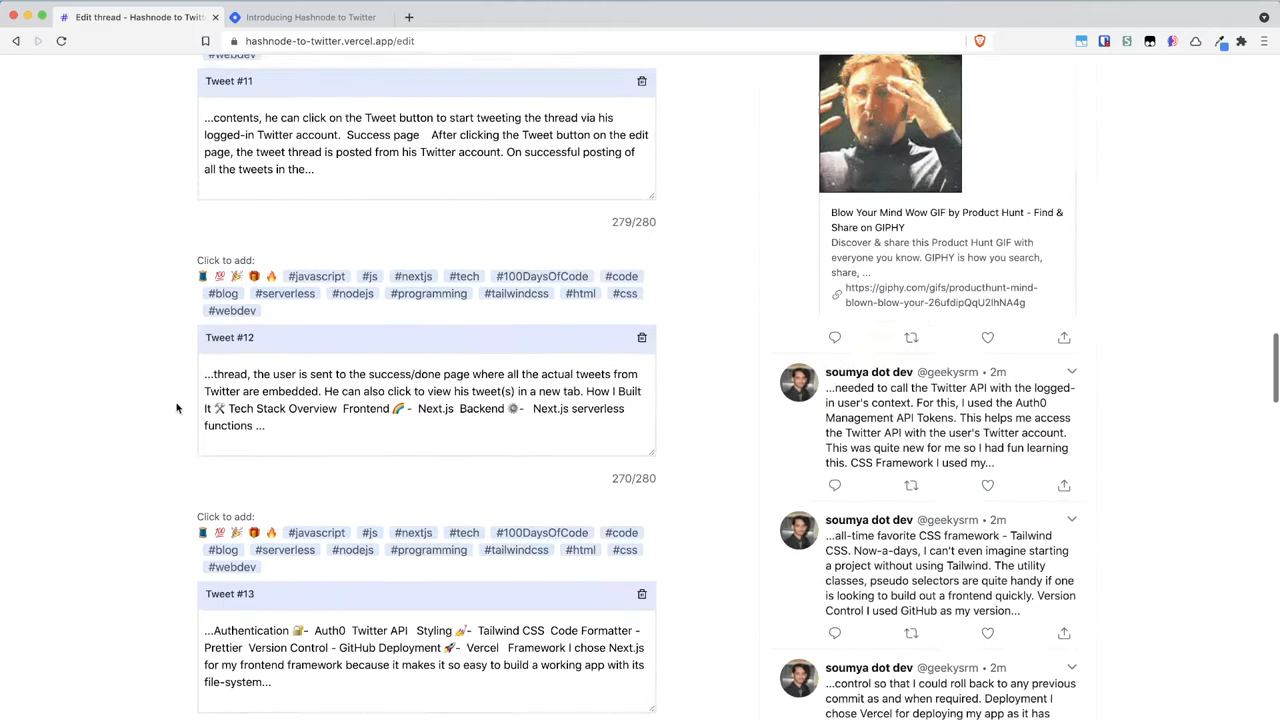 Edit thread - Hashnode to Twitt
Introducing Hashnode to Twitter
hashnode-to-twitter.vercel.app/edit
#webdev
Tweet #11
...contents, he can click on the Tweet button to start tweeting the thread via his
logged-in Twitter account.  Success page    After clicking the Tweet button on the edit
page, the tweet thread is posted from his Twitter account. On successful posting of
all the tweets in the...
279/280
Click to add:
🧵 💯 🎉 🎁 🔥 #javascript #js #nextjs #tech #100DaysOfCode #code
#blog #serverless #nodejs #programming #tailwindcss #html #css
#webdev
Tweet #12
...thread, the user is sent to the success/done page where all the actual tweets from
Twitter are embedded. He can also click to view his tweet(s) in a new tab. How I Built
It 🛠 Tech Stack Overview  Frontend 🌈 -  Next.js  Backend ⚙️-   Next.js serverless
functions ...
270/280
Click to add:
🧵 💯 🎉 🎁 🔥 #javascript #js #nextjs #tech #100DaysOfCode #code
#blog #serverless #nodejs #programming #tailwindcss #html #css
#webdev
Tweet #13
...Authentication 🔐-  Auth0  Twitter API   Styling 💅-  Tailwind CSS  Code Formatter -
Prettier  Version Control - GitHub Deployment 🚀-  Vercel   Framework I chose Next.js
for my frontend framework because it makes it so easy to build a working app with its
file-system...
Blow Your Mind Wow GIF by Product Hunt - Find &
Share on GIPHY
Discover & share this Product Hunt GIF with
everyone you know. GIPHY is how you search,
share, ...
https://giphy.com/gifs/producthunt-mind-
blown-blow-your-26ufdipQqU2lhNA4g
soumya dot dev @geekysrm • 2m
...needed to call the Twitter API with the logged-
in user's context. For this, I used the Auth0
Management API Tokens. This helps me access
the Twitter API with the user's Twitter account.
This was quite new for me so I had fun learning
this. CSS Framework I used my...
soumya dot dev @geekysrm • 2m
...all-time favorite CSS framework - Tailwind
CSS. Now-a-days, I can't even imagine starting
a project without using Tailwind. The utility
classes, pseudo selectors are quite handy if one
is looking to build out a frontend quickly. Version
Control I used GitHub as my version...
soumya dot dev @geekysrm • 2m
...control so that I could roll back to any previous
commit as and when required. Deployment I
chose Vercel for deploying my app as it has